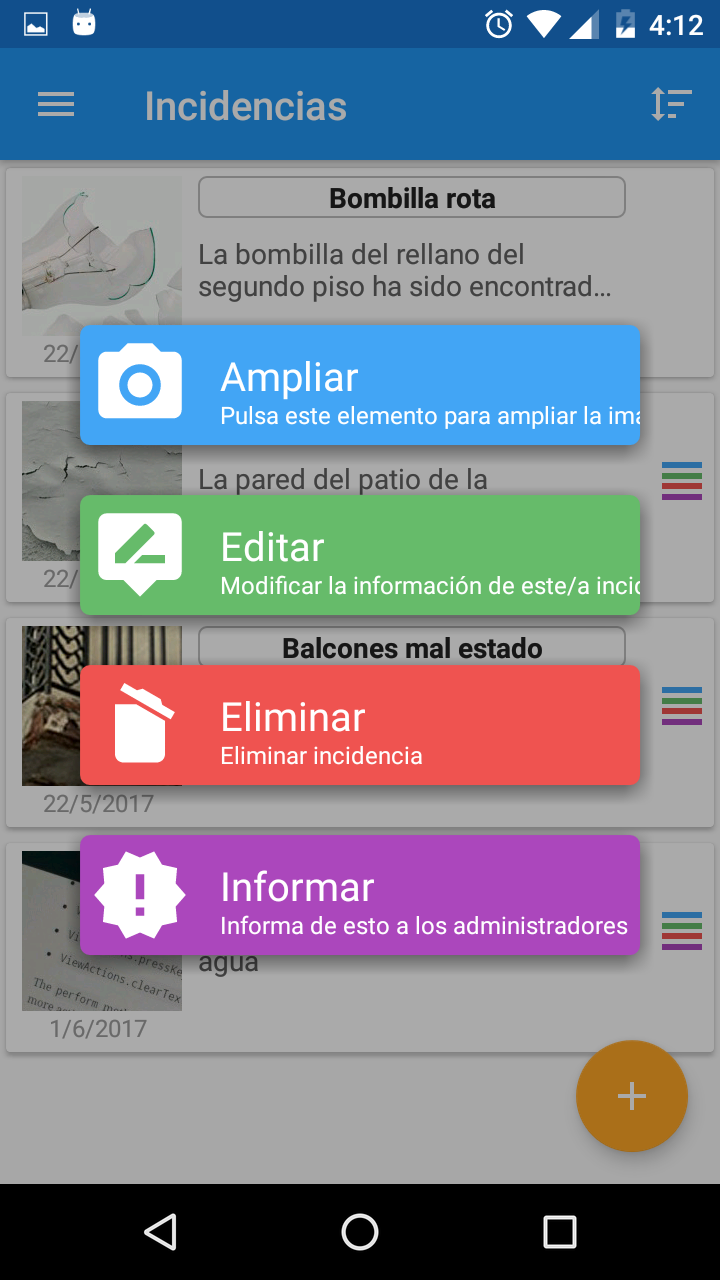 4:12
Incidencias
Bombilla rota
La bombilla del rellano del
segundo piso ha sido encontrad...
22/
Ampliar
Pulsa este elemento para ampliar la ima
La pared del patio de la
22/
Editar
Modificar la información de este/a incid
Balcones mal estado
Eliminar
Eliminar incidencia
22/5/2017
Informar
Informa de esto a los administradores
agua
ViewActions.clearTex
The perform
more
1/6/2017